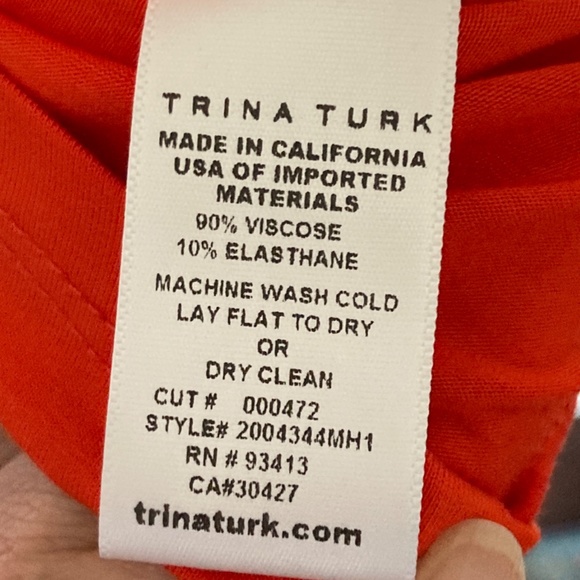 TRINA TURK
MADE IN CALIFORNIA
USA OF IMPORTED
MATERIALS
90% VISCOSE
10% ELASTHANE
MACHINE WASH COLD
LAY FLAT TO DRY
OR
DRY CLEAN
CUT # 000472
STYLE# 2004344MH1
RN # 93413
CA#30427
trinaturk.com